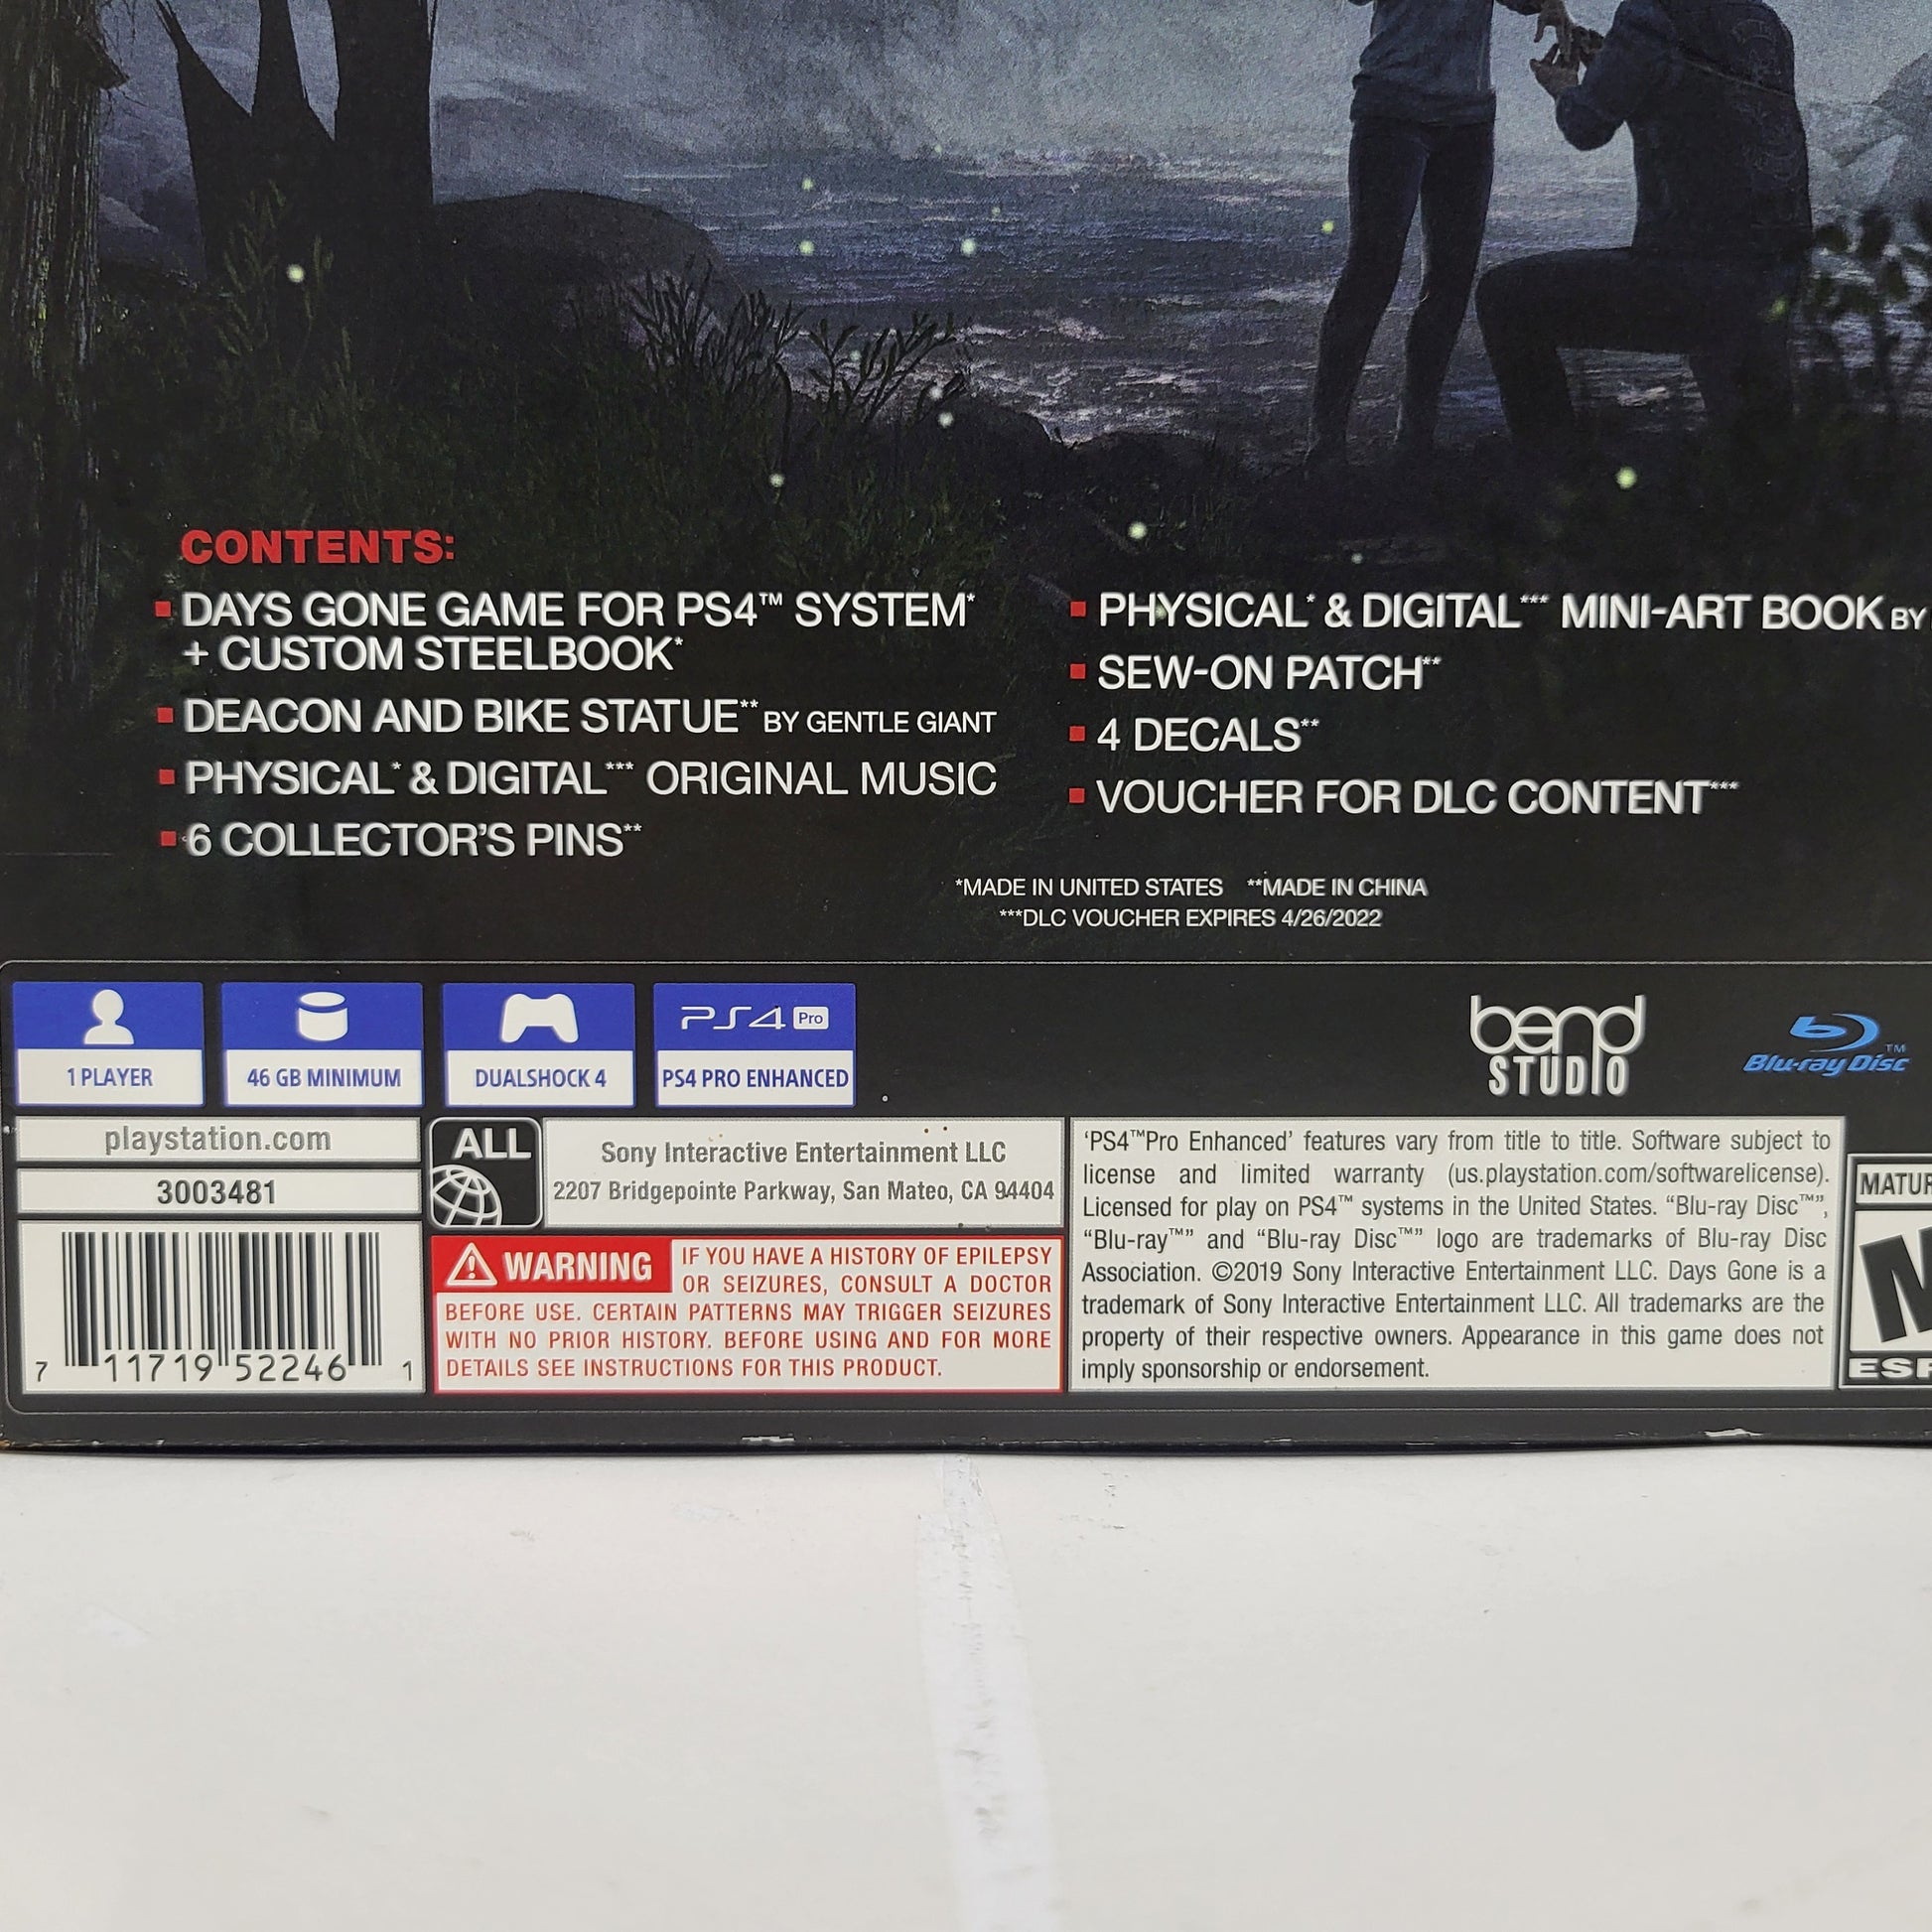 CONTENTS:
DAYS GONE GAME FOR PS4™ SYSTEM*
+ CUSTOM STEELBOOK*
DEACON AND BIKE STATUE** BY GENTLE GIANT
PHYSICAL* & DIGITAL*** ORIGINAL MUSIC
6 COLLECTOR'S PINS**
PHYSICAL* & DIGITAL*** MINI-ART BOOK BY
SEW-ON PATCH**
4 DECALS**
VOUCHER FOR DLC CONTENT***
*MADE IN UNITED STATES **MADE IN CHINA
***DLC VOUCHER EXPIRES 4/26/2022
1 PLAYER
46 GB MINIMUM
DUALSHOCK 4
PS4 Pro
PS4 PRO ENHANCED
bend
STUDIO
Blu-ray Disc™
playstation.com
3003481
7 11719 52246 1
ALL
Sony Interactive Entertainment LLC
2207 Bridgepointe Parkway, San Mateo, CA 94404
WARNING IF YOU HAVE A HISTORY OF EPILEPSY
OR SEIZURES, CONSULT A DOCTOR
BEFORE USE. CERTAIN PATTERNS MAY TRIGGER SEIZURES
WITH NO PRIOR HISTORY. BEFORE USING AND FOR MORE
DETAILS SEE INSTRUCTIONS FOR THIS PRODUCT.
'PS4™Pro Enhanced' features vary from title to title. Software subject to
license and limited warranty (us.playstation.com/softwarelicense).
Licensed for play on PS4™ systems in the United States. "Blu-ray Disc™",
"Blu-ray™" and "Blu-ray Disc™" logo are trademarks of Blu-ray Disc
Association. ©2019 Sony Interactive Entertainment LLC. Days Gone is a
trademark of Sony Interactive Entertainment LLC. All trademarks are the
property of their respective owners. Appearance in this game does not
imply sponsorship or endorsement.
M